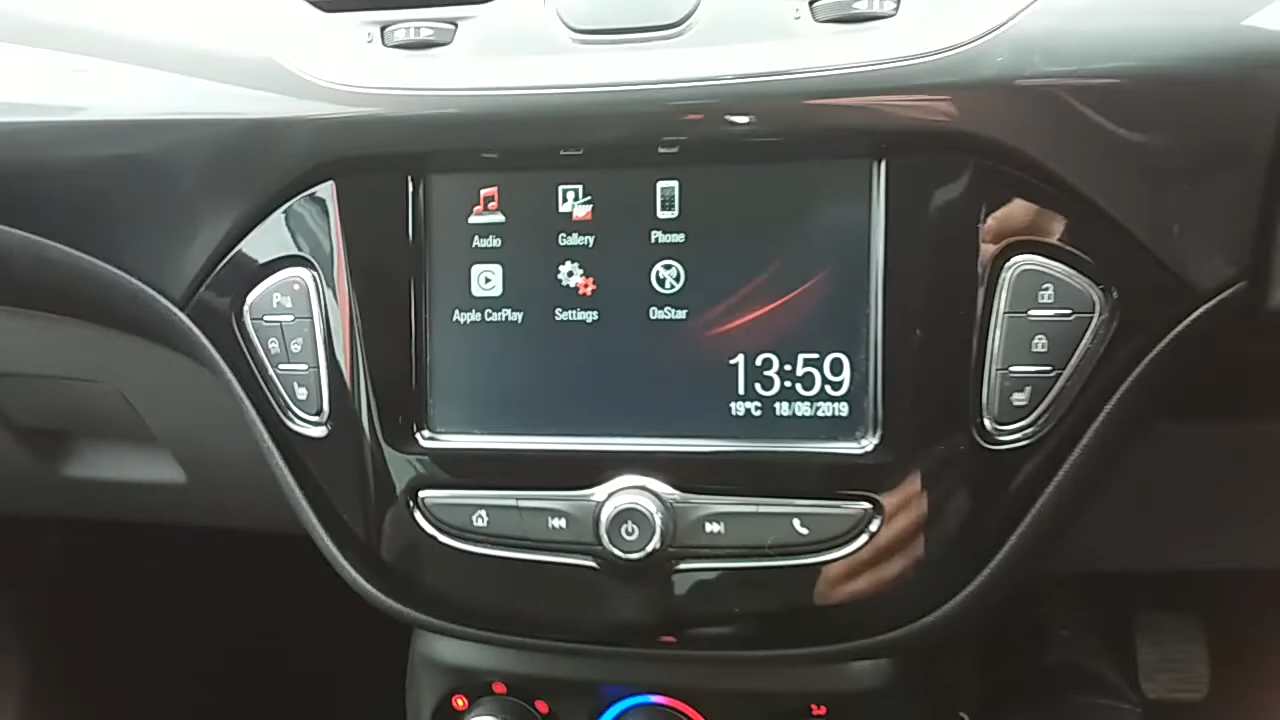 Audio
Gallery
Phone
Apple CarPlay
Settings
OnStar
13:59
19°C 18/06/2019